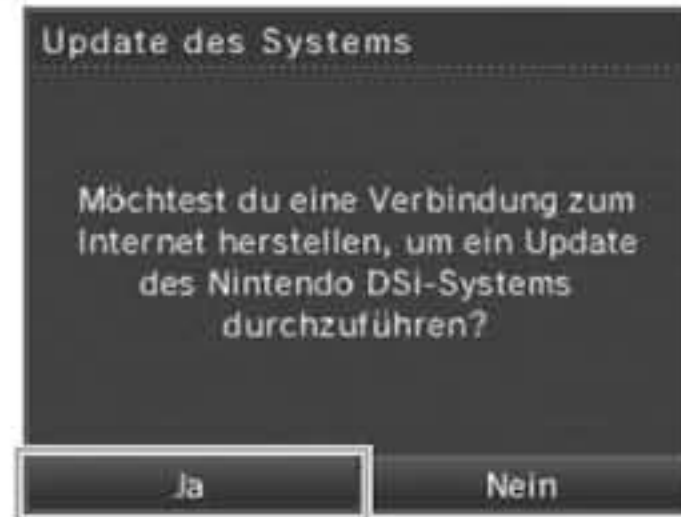 Update des Systems
Möchtest du eine Verbindung zum
Internet herstellen, um ein Update
des Nintendo DSi-Systems
durchzuführen?
Ja
Nein